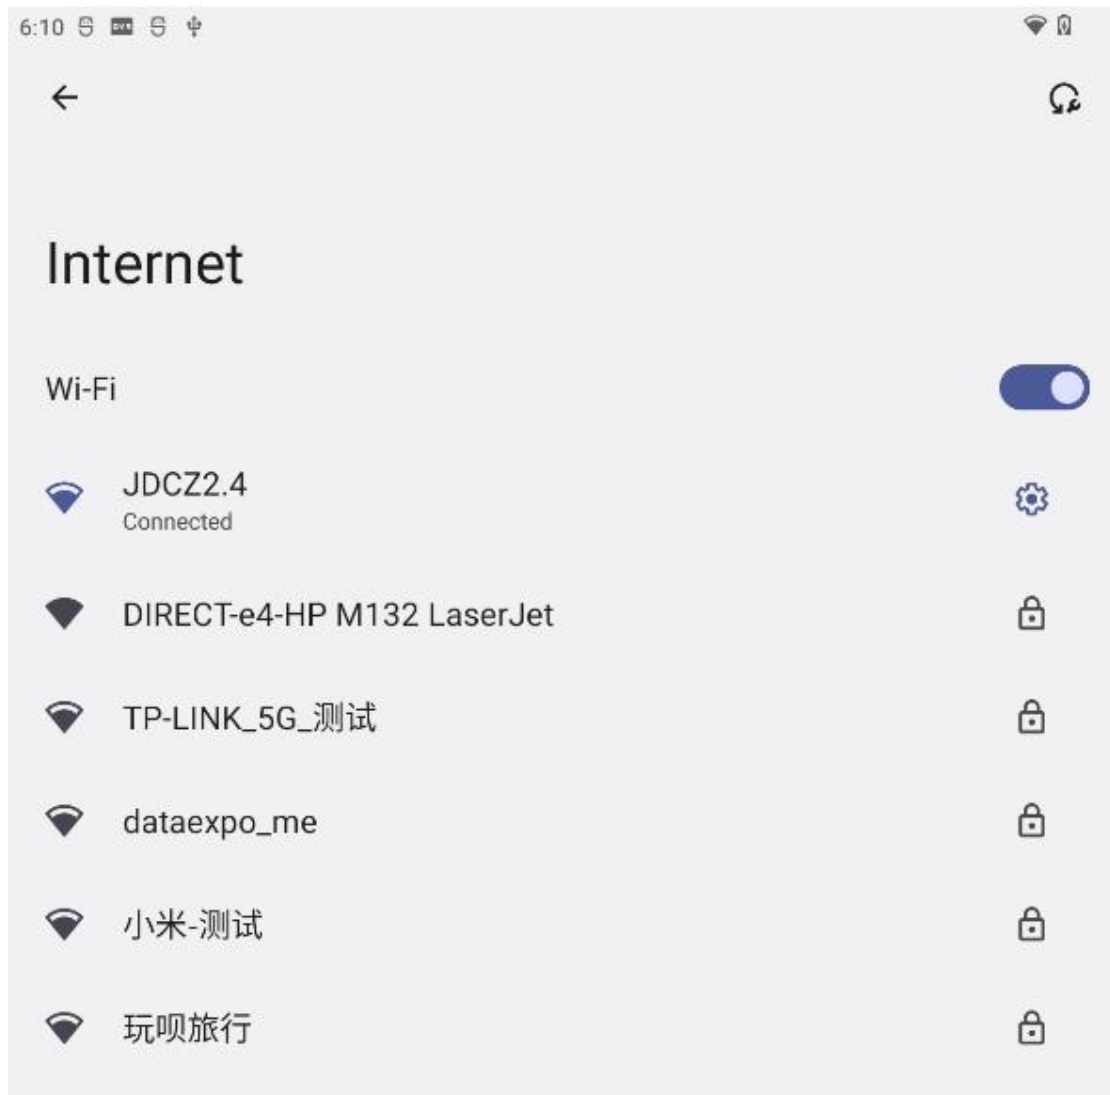 6:10
Internet
Wi-Fi
JDCZ2.4
Connected
DIRECT-e4-HP M132 LaserJet
TP-LINK_5G_测试
dataexpo_me
小米-测试
玩呗旅行